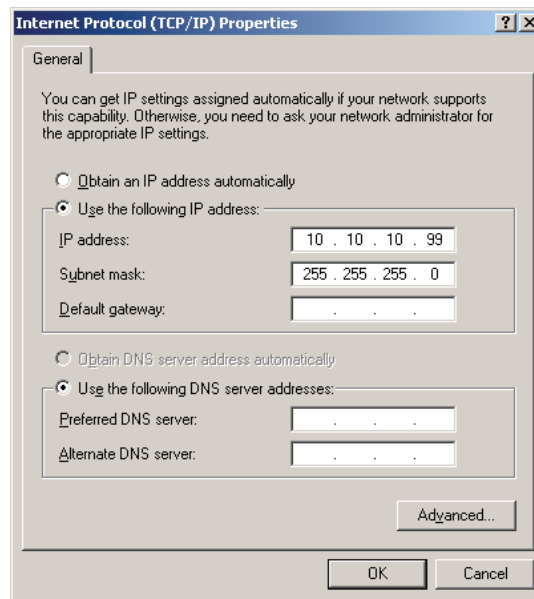 Internet Protocol (TCP/IP) Properties
General
You can get IP settings assigned automatically if your network supports
this capability. Otherwise, you need to ask your network administrator for
the appropriate IP settings.
Obtain an IP address automatically
Use the following IP address:
IP address: 10 . 10 . 10 . 99
Subnet mask: 255 . 255 . 255 . 0
Default gateway: . . .
Obtain DNS server address automatically
Use the following DNS server addresses:
Preferred DNS server: . . .
Alternate DNS server: . . .
Advanced...
OK Cancel